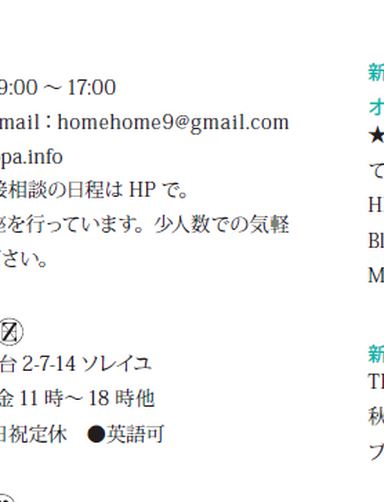 9:00 ～ 17:00
mail：homehome9@gmail.com
pa.info
接相談の日程は HP で。
座を行っています。少人数での気軽
さい。
Z
台 2-7-14 ソレイユ
金 11 時～ 18 時他
日祝定休　●英語可
新
オ
★
て
H
Bl
M
新
Tl
秋
プ